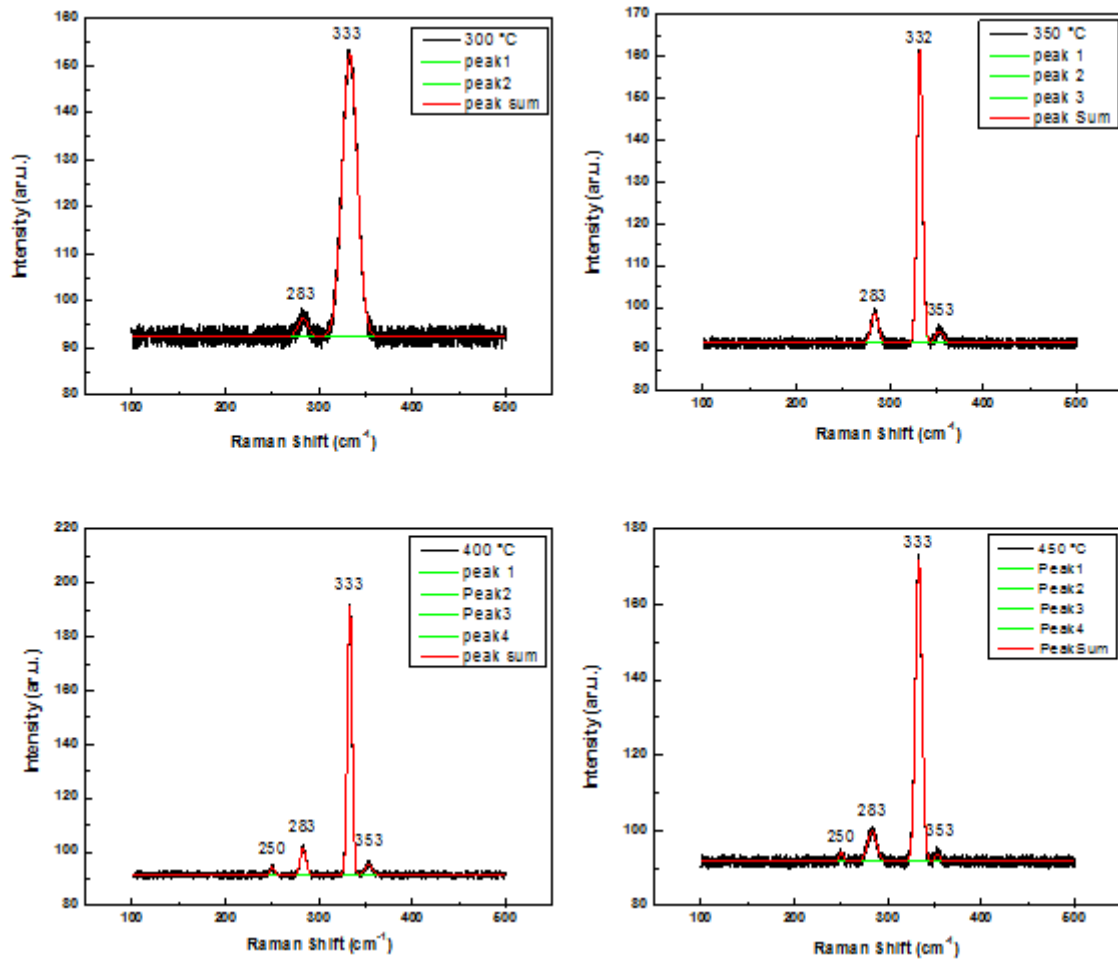 160
150
140
130
120
110
100
90
80
333
283
300 °C
peak1
peak2
peak sum
100
300
400
500
Intensity (ar.u.)
Raman Shift (cm⁻¹)
170
160
150
140
130
120
110
100
90
80
332
283
353
350 °C
peak 1
peak 2
peak 3
peak Sum
100
200
300
400
500
Intensity (ar.u.)
Raman Shift (cm⁻¹)
220
200
180
160
140
120
100
80
333
250
283
353
400 °C
peak 1
Peak2
Peak3
peak4
peak sum
100
300
400
500
Intensity (ar.u.)
Raman Shift (cm⁻¹)
180
160
140
120
100
80
333
250
283
353
450 °C
Peak1
Peak2
Peak3
Peak4
PeakSum
100
200
300
400
500
Intensity (ar.u.)
Raman Shift (cm⁻¹)